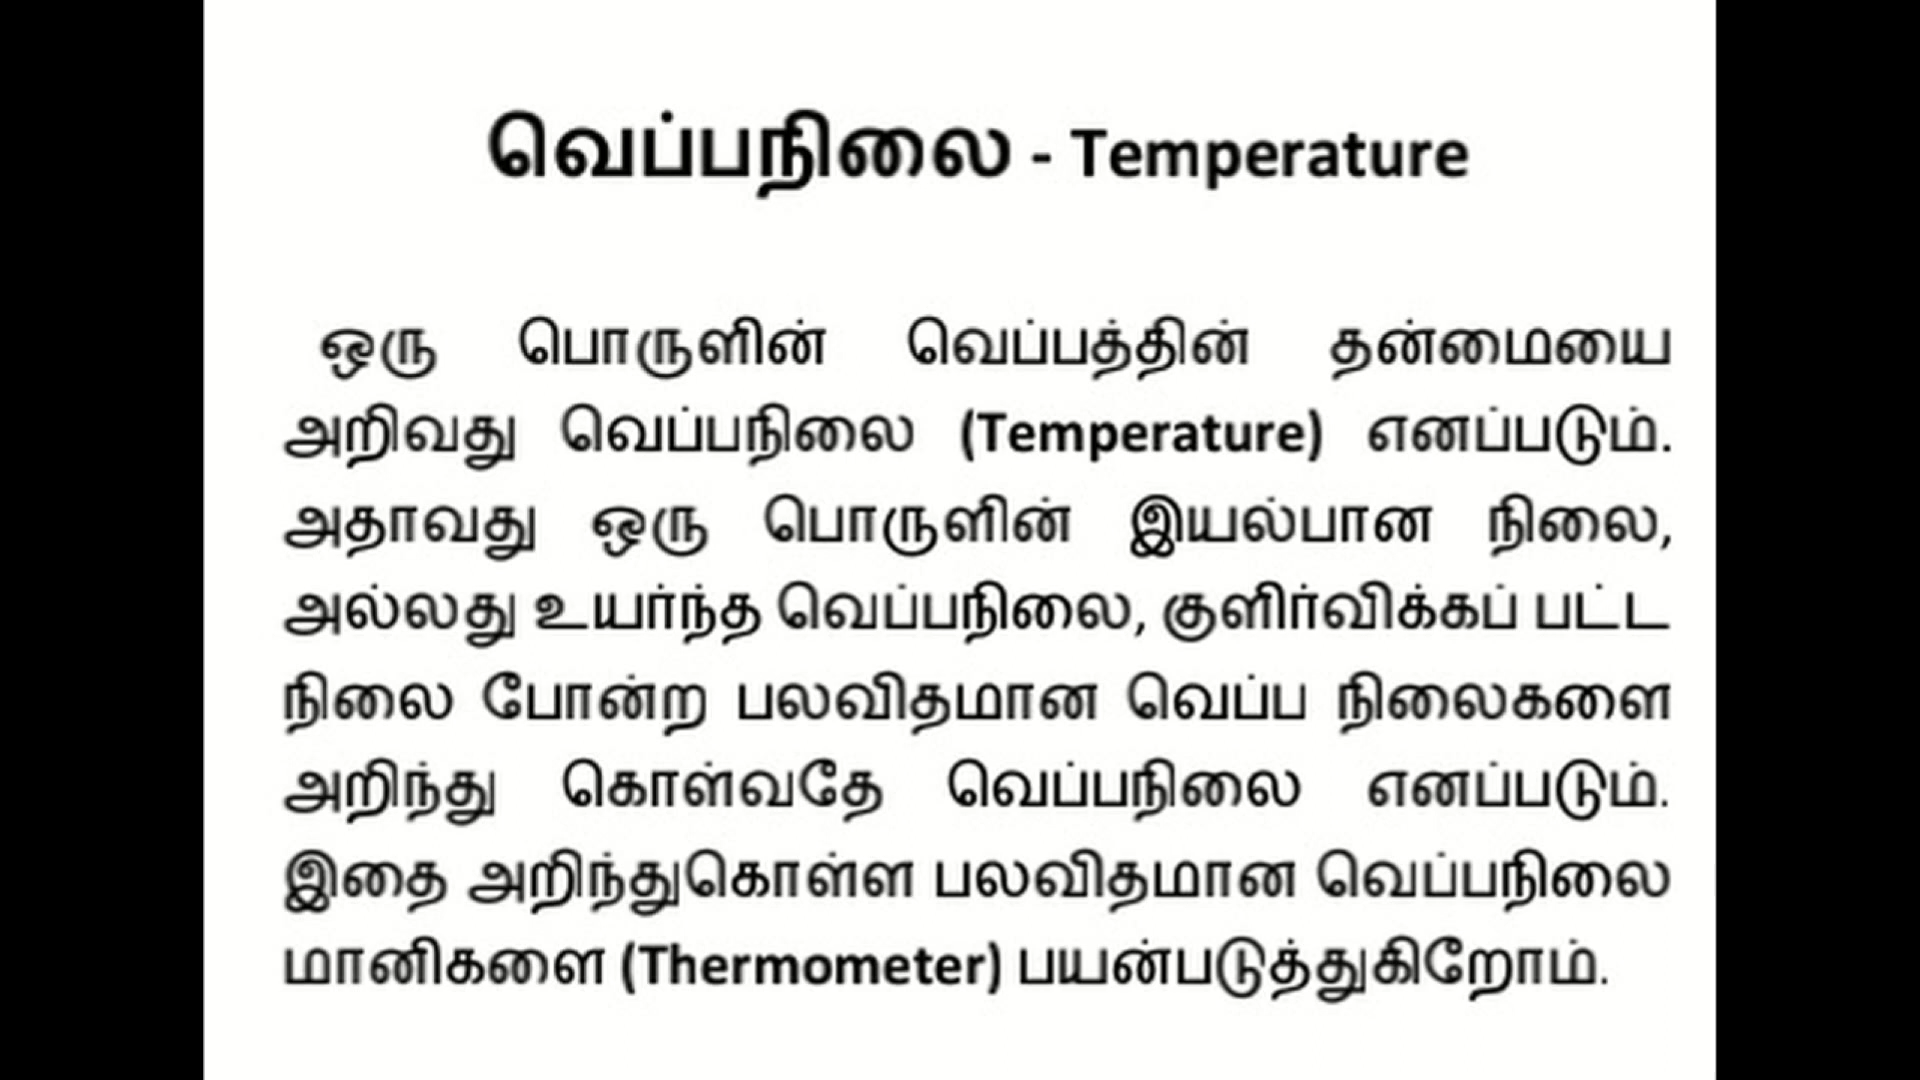 வெப்பநிலை - Temperature
ஒரு பொருளின் வெப்பத்தின் தன்மையை
அறிவது வெப்பநிலை (Temperature) எனப்படும்.
அதாவது ஒரு பொருளின் இயல்பான நிலை,
அல்லது உயர்ந்த வெப்பநிலை, குளிர்விக்கப் பட்ட
நிலை போன்ற பலவிதமான வெப்ப நிலைகளை
அறிந்து கொள்வதே வெப்பநிலை எனப்படும்.
இதை அறிந்துகொள்ள பலவிதமான வெப்பநிலை
மானிகளை (Thermometer) பயன்படுத்துகிறோம்.